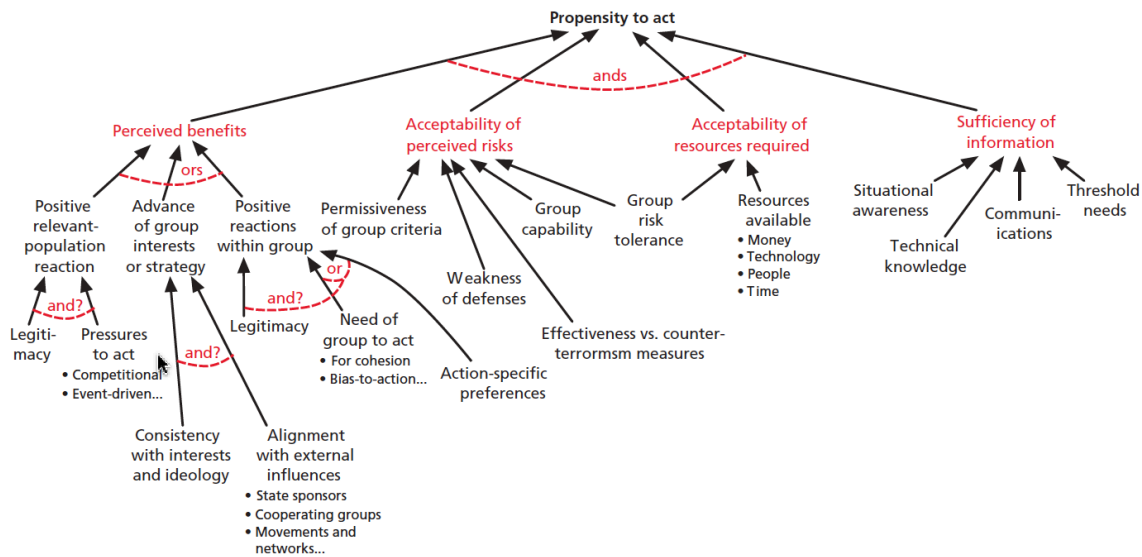 Propensity to act
ands
Perceived benefits
Acceptability of
perceived risks
Acceptability of
resources required
Sufficiency of
information
ors
Positive
relevant-
population
reaction
Advance
of group
interests
or strategy
Positive
reactions
within group
Permissiveness
of group criteria
Group
capability
Group
risk
tolerance
Resources
available
• Money
• Technology
• People
• Time
Situational
awareness
Technical
knowledge
Communi-
ications
Threshold
needs
Weakness
of defenses
or
and?
and?
Legiti-
macy
Pressures
to act
• Competitional
• Event-driven...
and?
Legitimacy
Need of
group to act
• For cohesion
• Bias-to-action...
Effectiveness vs. counter-
terrormsm measures
Action-specific
preferences
Consistency
with interests
and ideology
Alignment
with external
influences
• State sponsors
• Cooperating groups
• Movements and
networks...